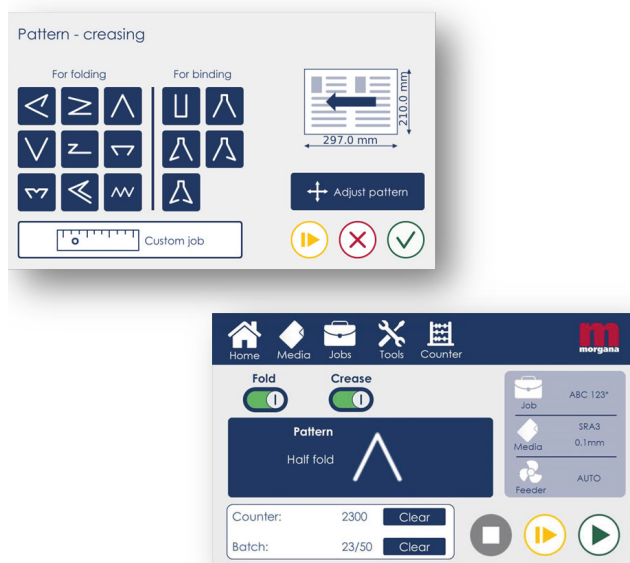 Pattern - creasing
For folding
For binding
210.0 mm
297.0 mm
Adjust pattern
Custom job
Home
Media
Jobs
Tools
Counter
morgana
Fold
Crease
Pattern
Half fold
Job
ABC 123*
Media
SRA3
0.1mm
Feeder
AUTO
Counter:
2300
Clear
Batch:
23/50
Clear